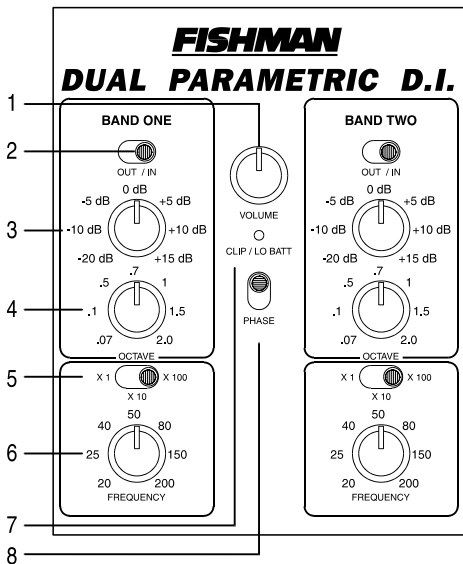 FISHMAN
DUAL PARAMETRIC D.I.
1
BAND ONE
2
OUT / IN
0 dB
-5 dB +5 dB
3 -10 dB +10 dB
-20 dB +15 dB
.7
.5 1
4 .1 1.5
.07 2.0
OCTAVE
5 X 1 X 100
X 10
50
40 80
6 25 150
20 200
FREQUENCY
VOLUME
CLIP / LO BATT
PHASE
7
8
BAND TWO
OUT / IN
0 dB
-5 dB +5 dB
-10 dB +10 dB
-20 dB +15 dB
.7
.5 1
.1 1.5
.07 2.0
OCTAVE
X 1 X 100
X 10
50
40 80
25 150
20 200
FREQUENCY